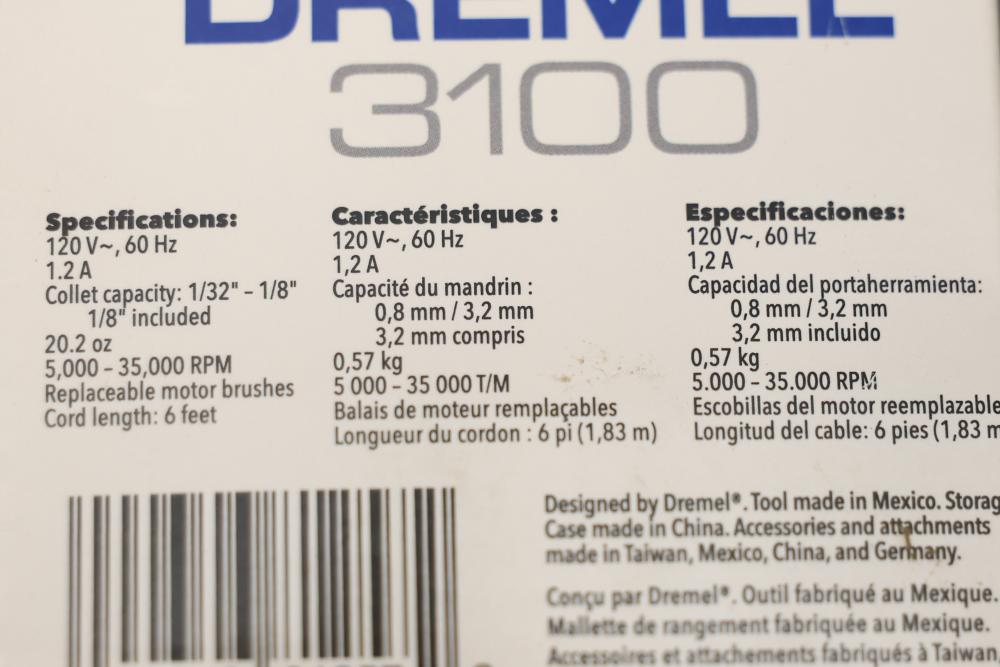 DREMEL
3100
Specifications:
120 V~, 60 Hz
1.2 A
Collet capacity: 1/32" – 1/8"
1/8" included
20.2 oz
5,000 – 35,000 RPM
Replaceable motor brushes
Cord length: 6 feet
Caractéristiques :
120 V~, 60 Hz
1,2 A
Capacité du mandrin :
0,8 mm / 3,2 mm
3,2 mm compris
0,57 kg
5 000 – 35 000 T/M
Balais de moteur remplaçables
Longueur du cordon : 6 pi (1,83 m)
Especificaciones:
120 V~, 60 Hz
1,2 A
Capacidad del portaherramienta:
0,8 mm / 3,2 mm
3,2 mm incluido
0,57 kg
5.000 – 35.000 RPM
Escobillas del motor reemplazable
Longitud del cable: 6 pies (1,83 m
Designed by Dremel®. Tool made in Mexico. Storag
Case made in China. Accessories and attachments
made in Taiwan, Mexico, China, and Germany.
Conçu par Dremel®. Outil fabriqué au Mexique.
Mallette de rangement fabriquée au Mexique.
Accessoires et attachements fabriqués à Taiwan